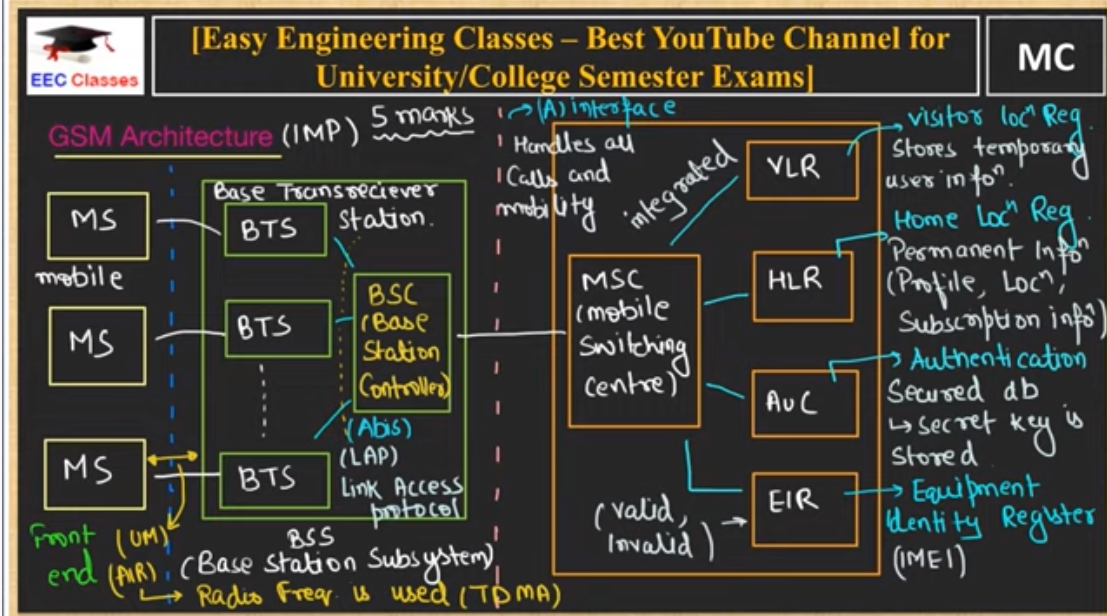 EEC Classes
[Easy Engineering Classes – Best YouTube Channel for
University/College Semester Exams]
MC
GSM Architecture (IMP) 5 marks
MS
mobile
MS
MS
Base Transreciever
Station.
BTS
BTS
BTS
BSC
(Base
Station
Controller)
(Abis)
(LAP)
Link Access
protocol
BSS
(Base Station Subsystem)
Front
end
(UM)
(AIR)
Radio Freq. is used (TDMA)
(A) interface
Handles all
Calls and
mobility
integrated
MSC
(mobile
Switching
centre)
VLR
HLR
AuC
EIR
(valid,
Invalid)
visitor locⁿ Reg.
Stores temporary
user infoⁿ.
Home Locⁿ Reg.
Permanent Infoⁿ
(Profile, Locⁿ,
Subscription infoⁿ)
Authentication
Secured db
↳ secret key is
Stored
Equipment
Identity Register
(IMEI)